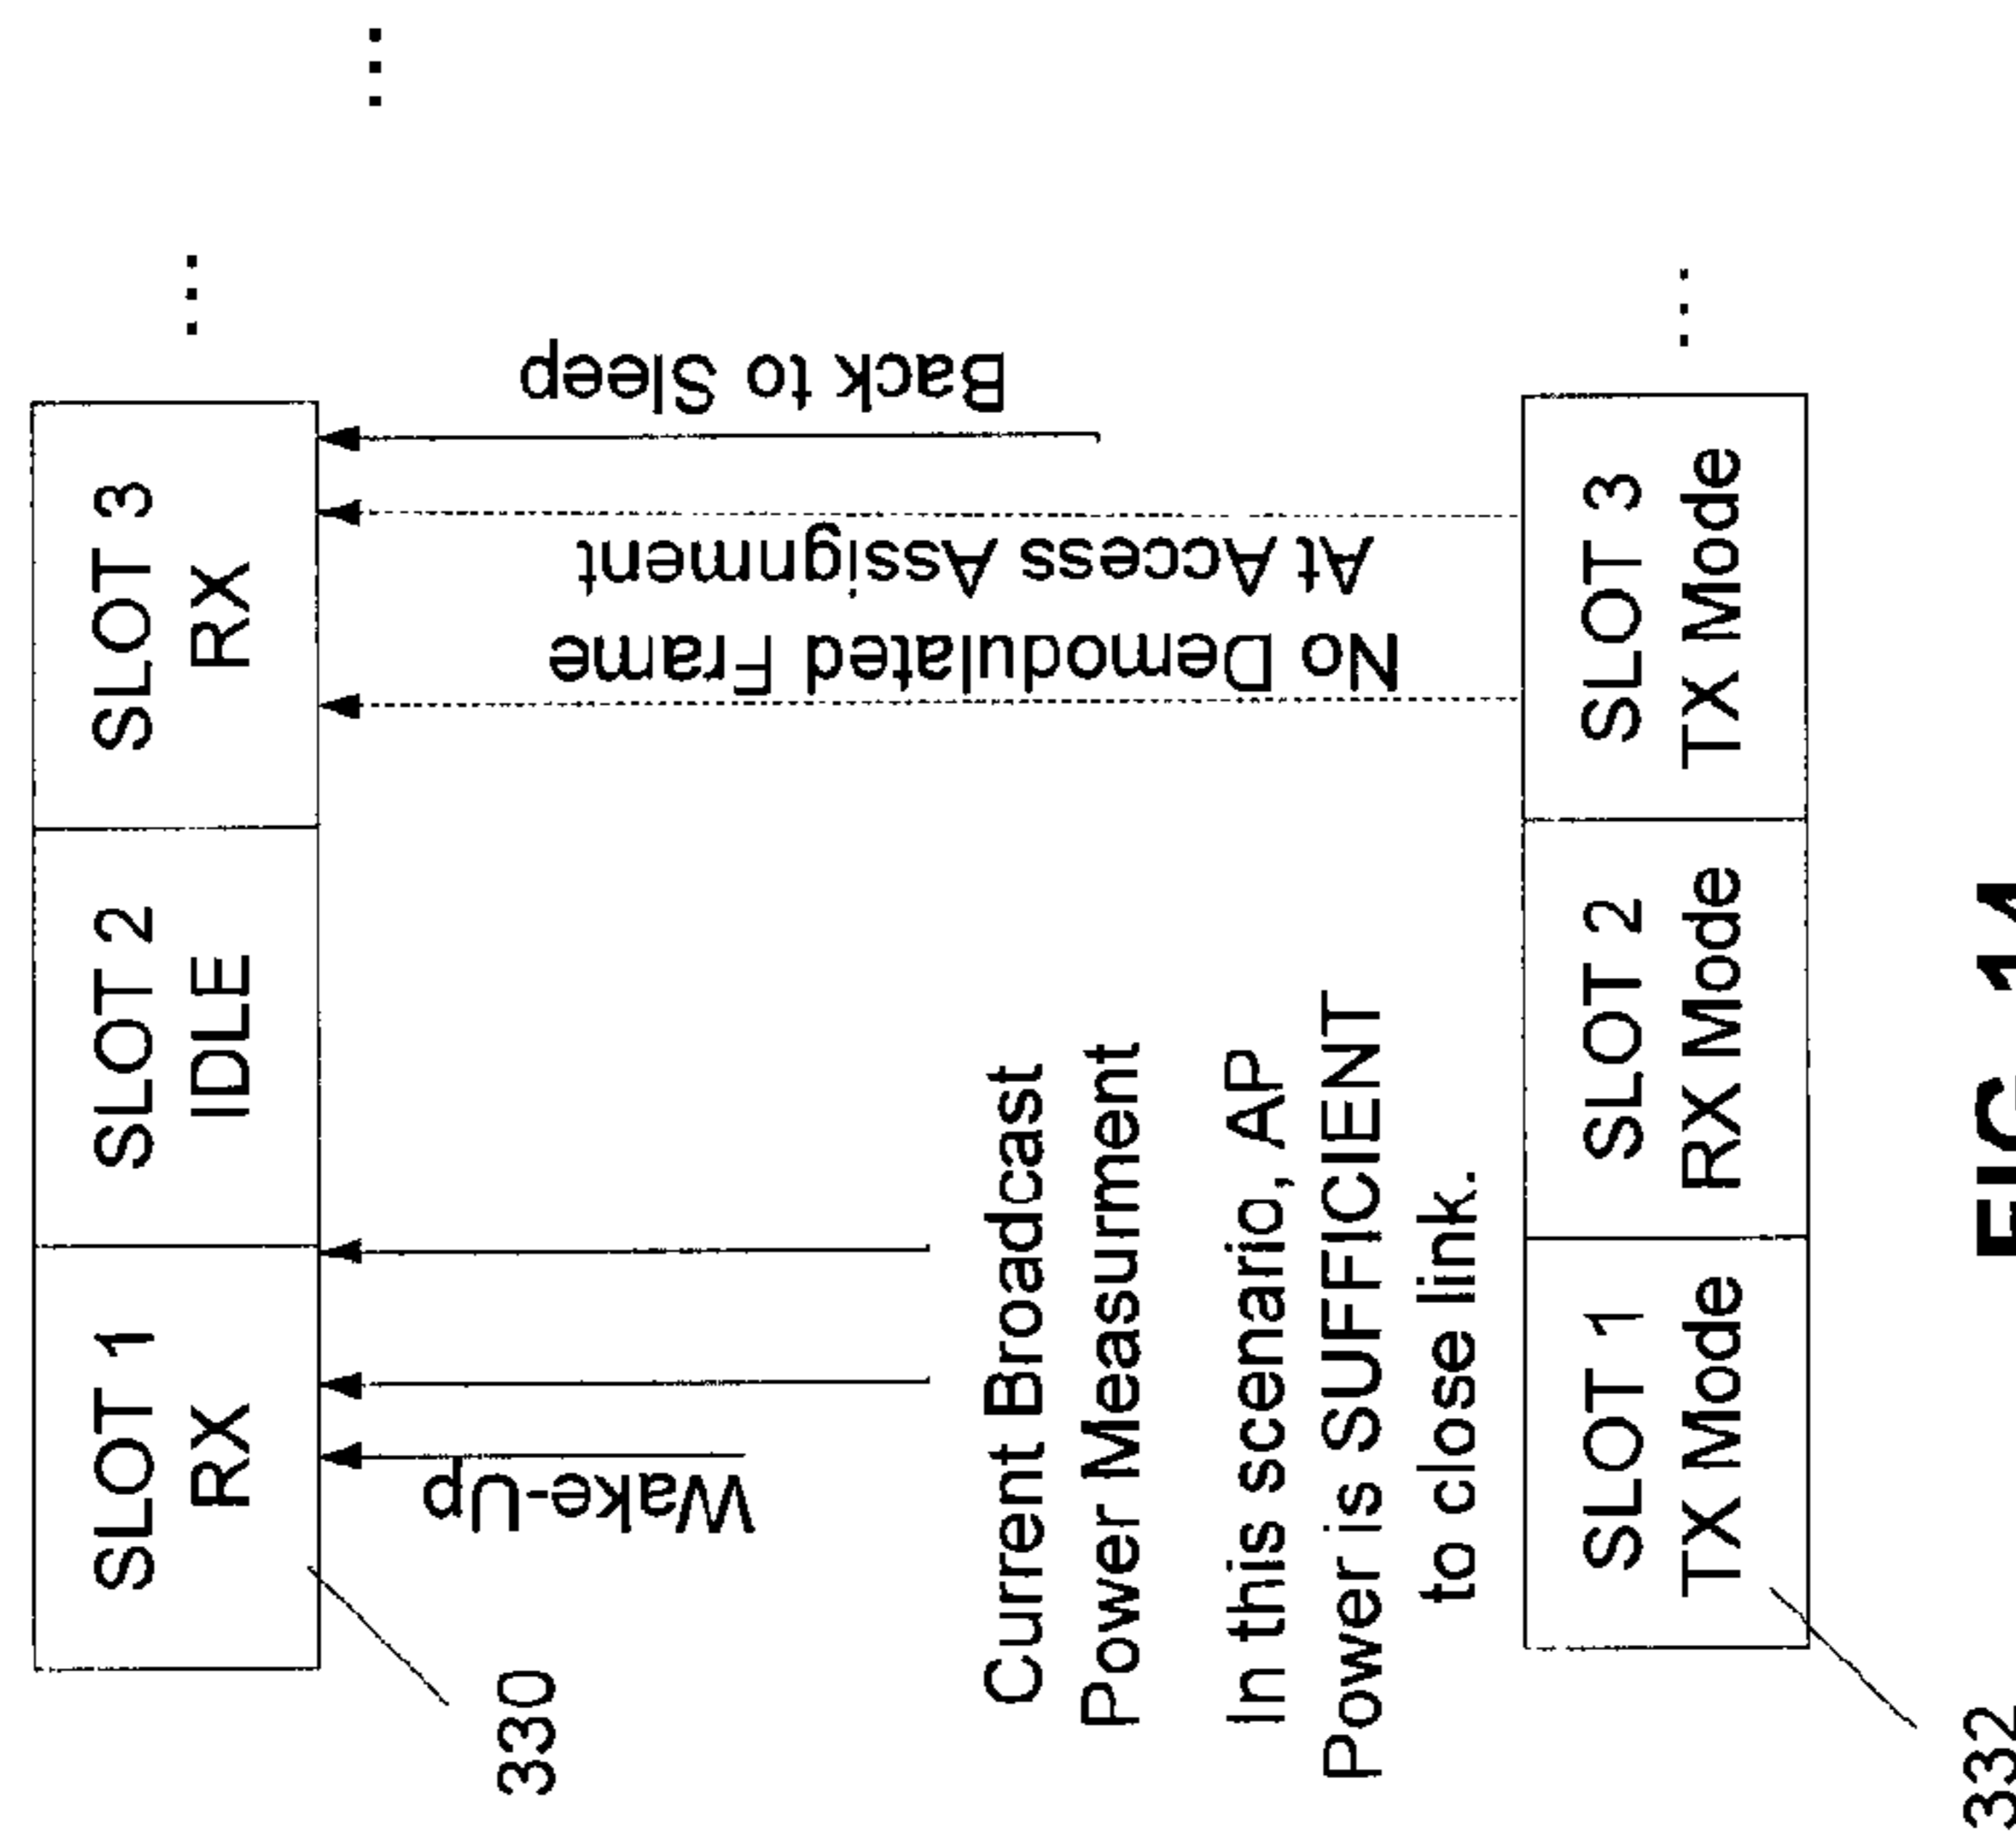 SLOT 1
RX
SLOT 2
IDLE
SLOT 3
RX
...
...
330
Wake-Up
Current Broadcast
Power Measurment
In this scenario, AP
Power is SUFFICIENT
to close link.
No Demodulated Frame
At Access Assignment
Back to Sleep
SLOT 1
TX Mode
SLOT 2
RX Mode
SLOT 3
TX Mode
...
332